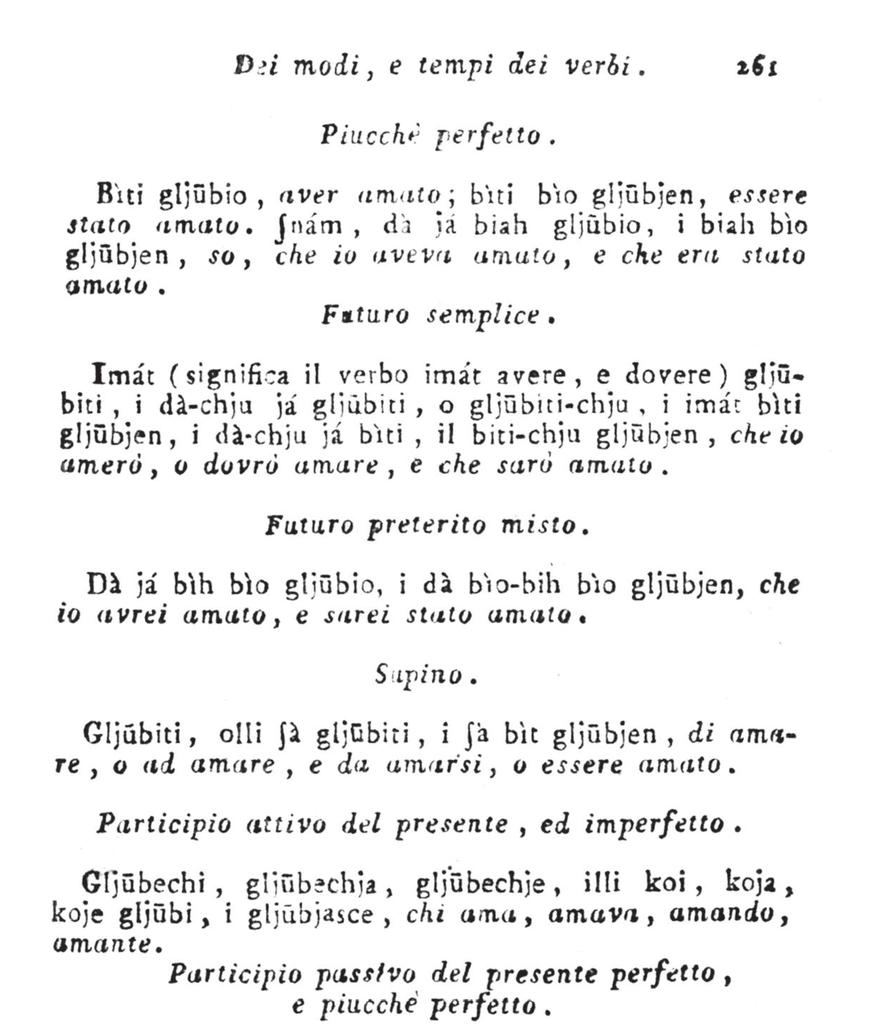 Dei modi, e tempi dei verbi. 261
Piucchè perfetto.
Bìti gljūbio, aver amato; bìti bìo gljūbjen, essere
stato amato. ʃnám, dà já biah gljūbio, i biah bìo
gljūbjen, so, che io aveva amato, e che era stato
amato.
Futuro semplice.
Imát (significa il verbo imát avere, e dovere) gljū-
biti, i dà-chju já gljūbiti, o gljūbiti-chju, i imát bìti
gljūbjen, i dà-chju já bìti, il biti-chju gljūbjen, che io
amerò, o dovrò amare, e che sarò amato.
Futuro preterito misto.
Dà já bìh bìo gljūbio, i dà bìo-bih bìo gljūbjen, che
io avrei amato, e sarei stato amato.
Supino.
Gljūbiti, olli ʃà gljūbiti, i ʃà bìt gljūbjen, di ama-
re, o ad amare, e da amarsi, o essere amato.
Participio attivo del presente, ed imperfetto.
Gljūbechi, gljūbechja, gljūbechje, illi koi, koja,
koje gljūbi, i gljūbjasce, chi ama, amava, amando,
amante.
Participio passivo del presente perfetto,
e piucchè perfetto.